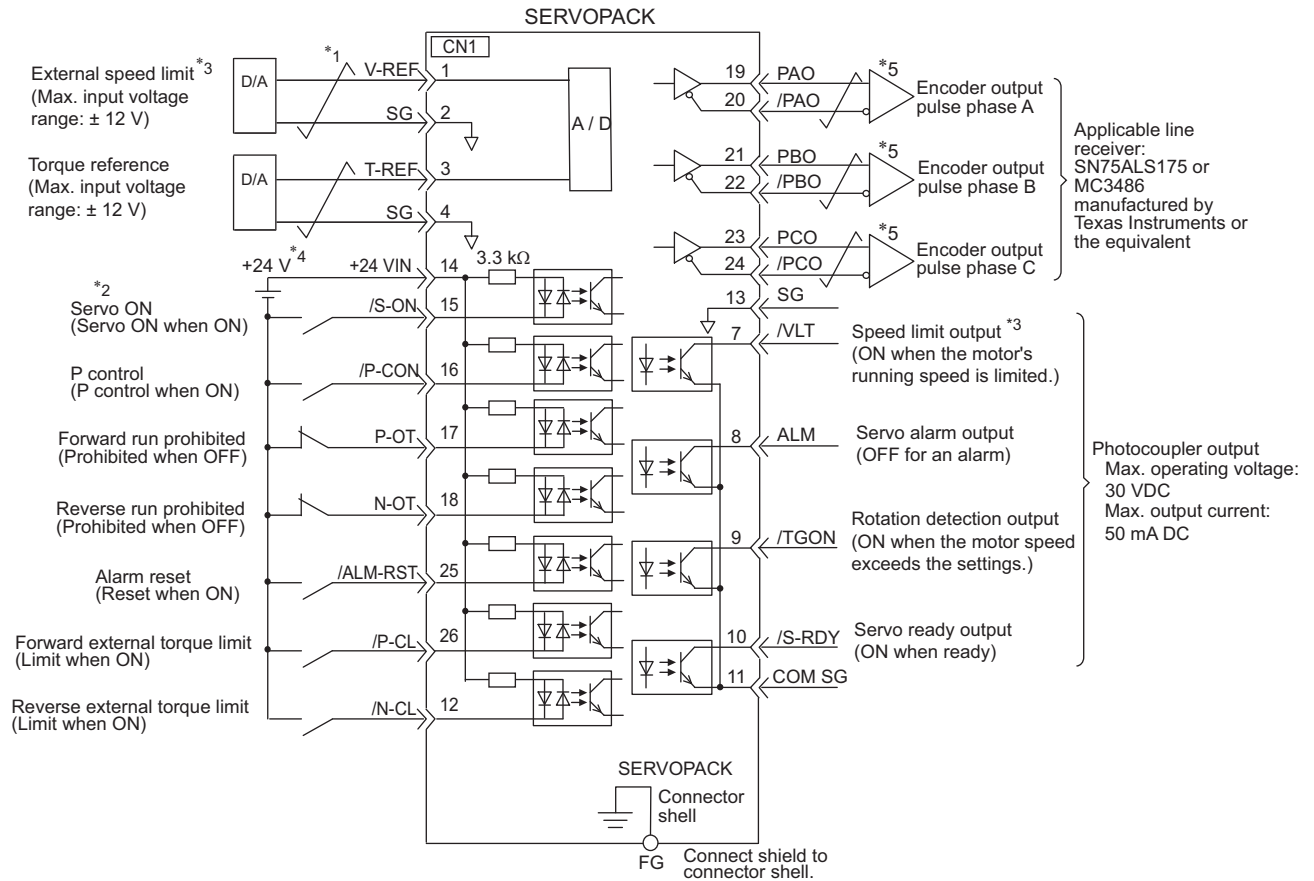 SERVOPACK
CN1
External speed limit *3
(Max. input voltage
range: ± 12 V)
D/A
*1
V-REF
1
SG
2
A / D
Torque reference
(Max. input voltage
range: ± 12 V)
D/A
T-REF
3
SG
4
+24 V *4
+24 VIN
14
3.3 kΩ
*2
Servo ON
(Servo ON when ON)
/S-ON
15
P control
(P control when ON)
/P-CON
16
Forward run prohibited
(Prohibited when OFF)
P-OT
17
Reverse run prohibited
(Prohibited when OFF)
N-OT
18
Alarm reset
(Reset when ON)
/ALM-RST
25
Forward external torque limit
(Limit when ON)
/P-CL
26
Reverse external torque limit
(Limit when ON)
/N-CL
12
19
PAO
20
/PAO
*5
Encoder output
pulse phase A
21
PBO
22
/PBO
*5
Encoder output
pulse phase B
23
PCO
24
/PCO
*5
Encoder output
pulse phase C
Applicable line
receiver:
SN75ALS175 or
MC3486
manufactured by
Texas Instruments or
the equivalent
13
SG
7
/VLT
Speed limit output *3
(ON when the motor's
running speed is limited.)
8
ALM
Servo alarm output
(OFF for an alarm)
9
/TGON
Rotation detection output
(ON when the motor speed
exceeds the settings.)
10
/S-RDY
Servo ready output
(ON when ready)
11
COM SG
Photocoupler output
Max. operating voltage:
30 VDC
Max. output current:
50 mA DC
SERVOPACK
Connector
shell
FG
Connect shield to
connector shell.